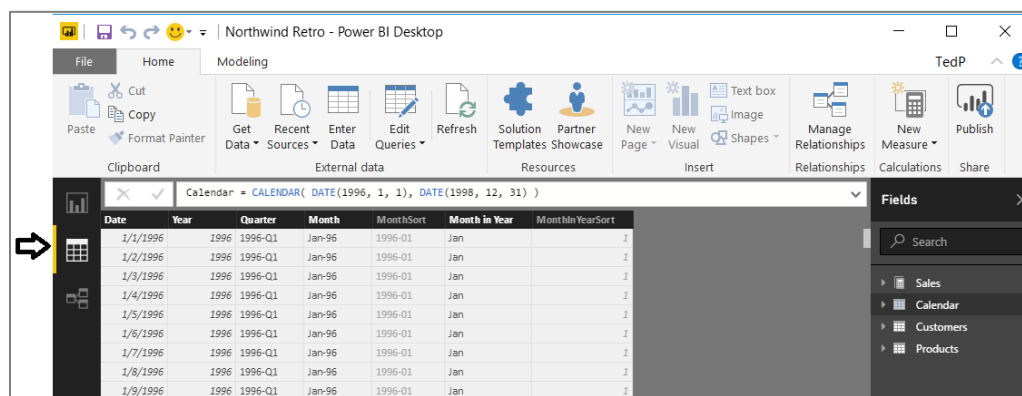 Northwind Retro - Power BI Desktop
File Home Modeling TedP ?
Cut
Copy
Format Painter
Paste
Clipboard
Get Data
Recent Sources
Enter Data
Edit Queries
Refresh
External data
Solution Templates
Partner Showcase
Resources
New Page
New Visual
Text box
Image
Shapes
Insert
Manage Relationships
Relationships
New Measure
Calculations
Publish
Share
Calendar = CALENDAR( DATE(1996, 1, 1), DATE(1998, 12, 31) )
Date Year Quarter Month MonthSort Month in Year MonthInYearSort
1/1/1996 1996 1996-Q1 Jan-96 1996-01 Jan 1
1/2/1996 1996 1996-Q1 Jan-96 1996-01 Jan 1
1/3/1996 1996 1996-Q1 Jan-96 1996-01 Jan 1
1/4/1996 1996 1996-Q1 Jan-96 1996-01 Jan 1
1/5/1996 1996 1996-Q1 Jan-96 1996-01 Jan 1
1/6/1996 1996 1996-Q1 Jan-96 1996-01 Jan 1
1/7/1996 1996 1996-Q1 Jan-96 1996-01 Jan 1
1/8/1996 1996 1996-Q1 Jan-96 1996-01 Jan 1
1/9/1996 1996 1996-Q1 Jan-96 1996-01 Jan 1
Fields
Search
Sales
Calendar
Customers
Products